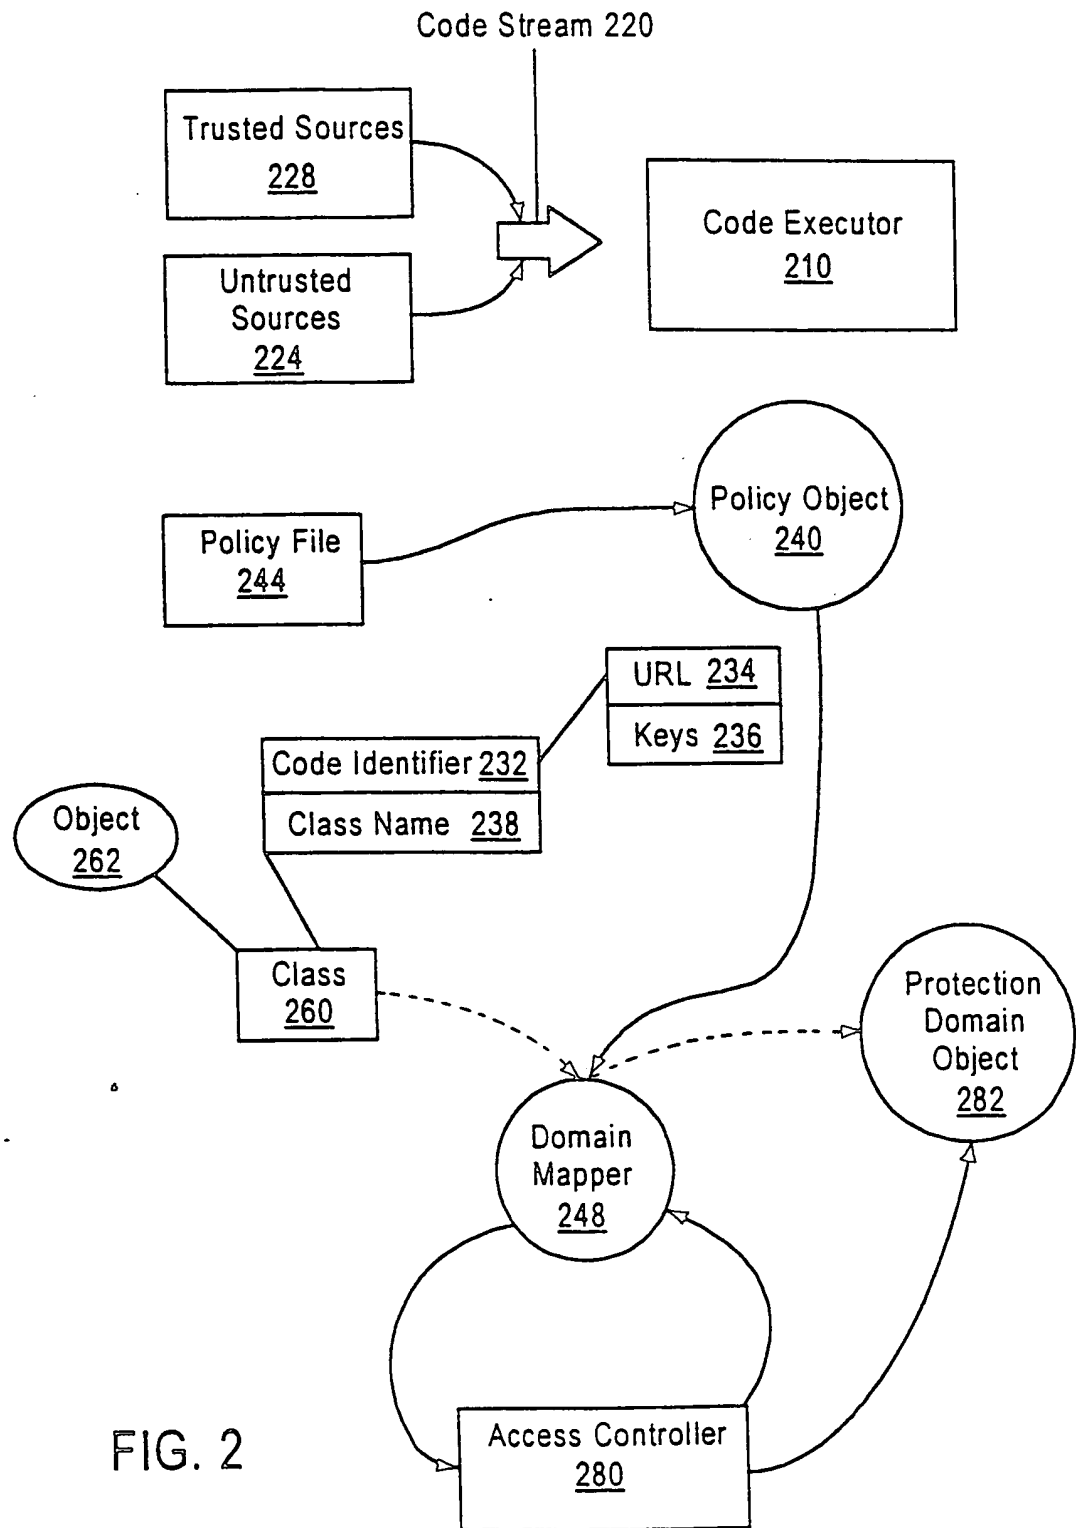 Code Stream 220
Trusted Sources
228
Code Executor
210
Untrusted
Sources
224
Policy Object
240
Policy File
244
URL 234
Keys 236
Code Identifier 232
Class Name 238
Object
262
Class
260
Protection
Domain
Object
282
Domain
Mapper
248
Access Controller
280
FIG. 2